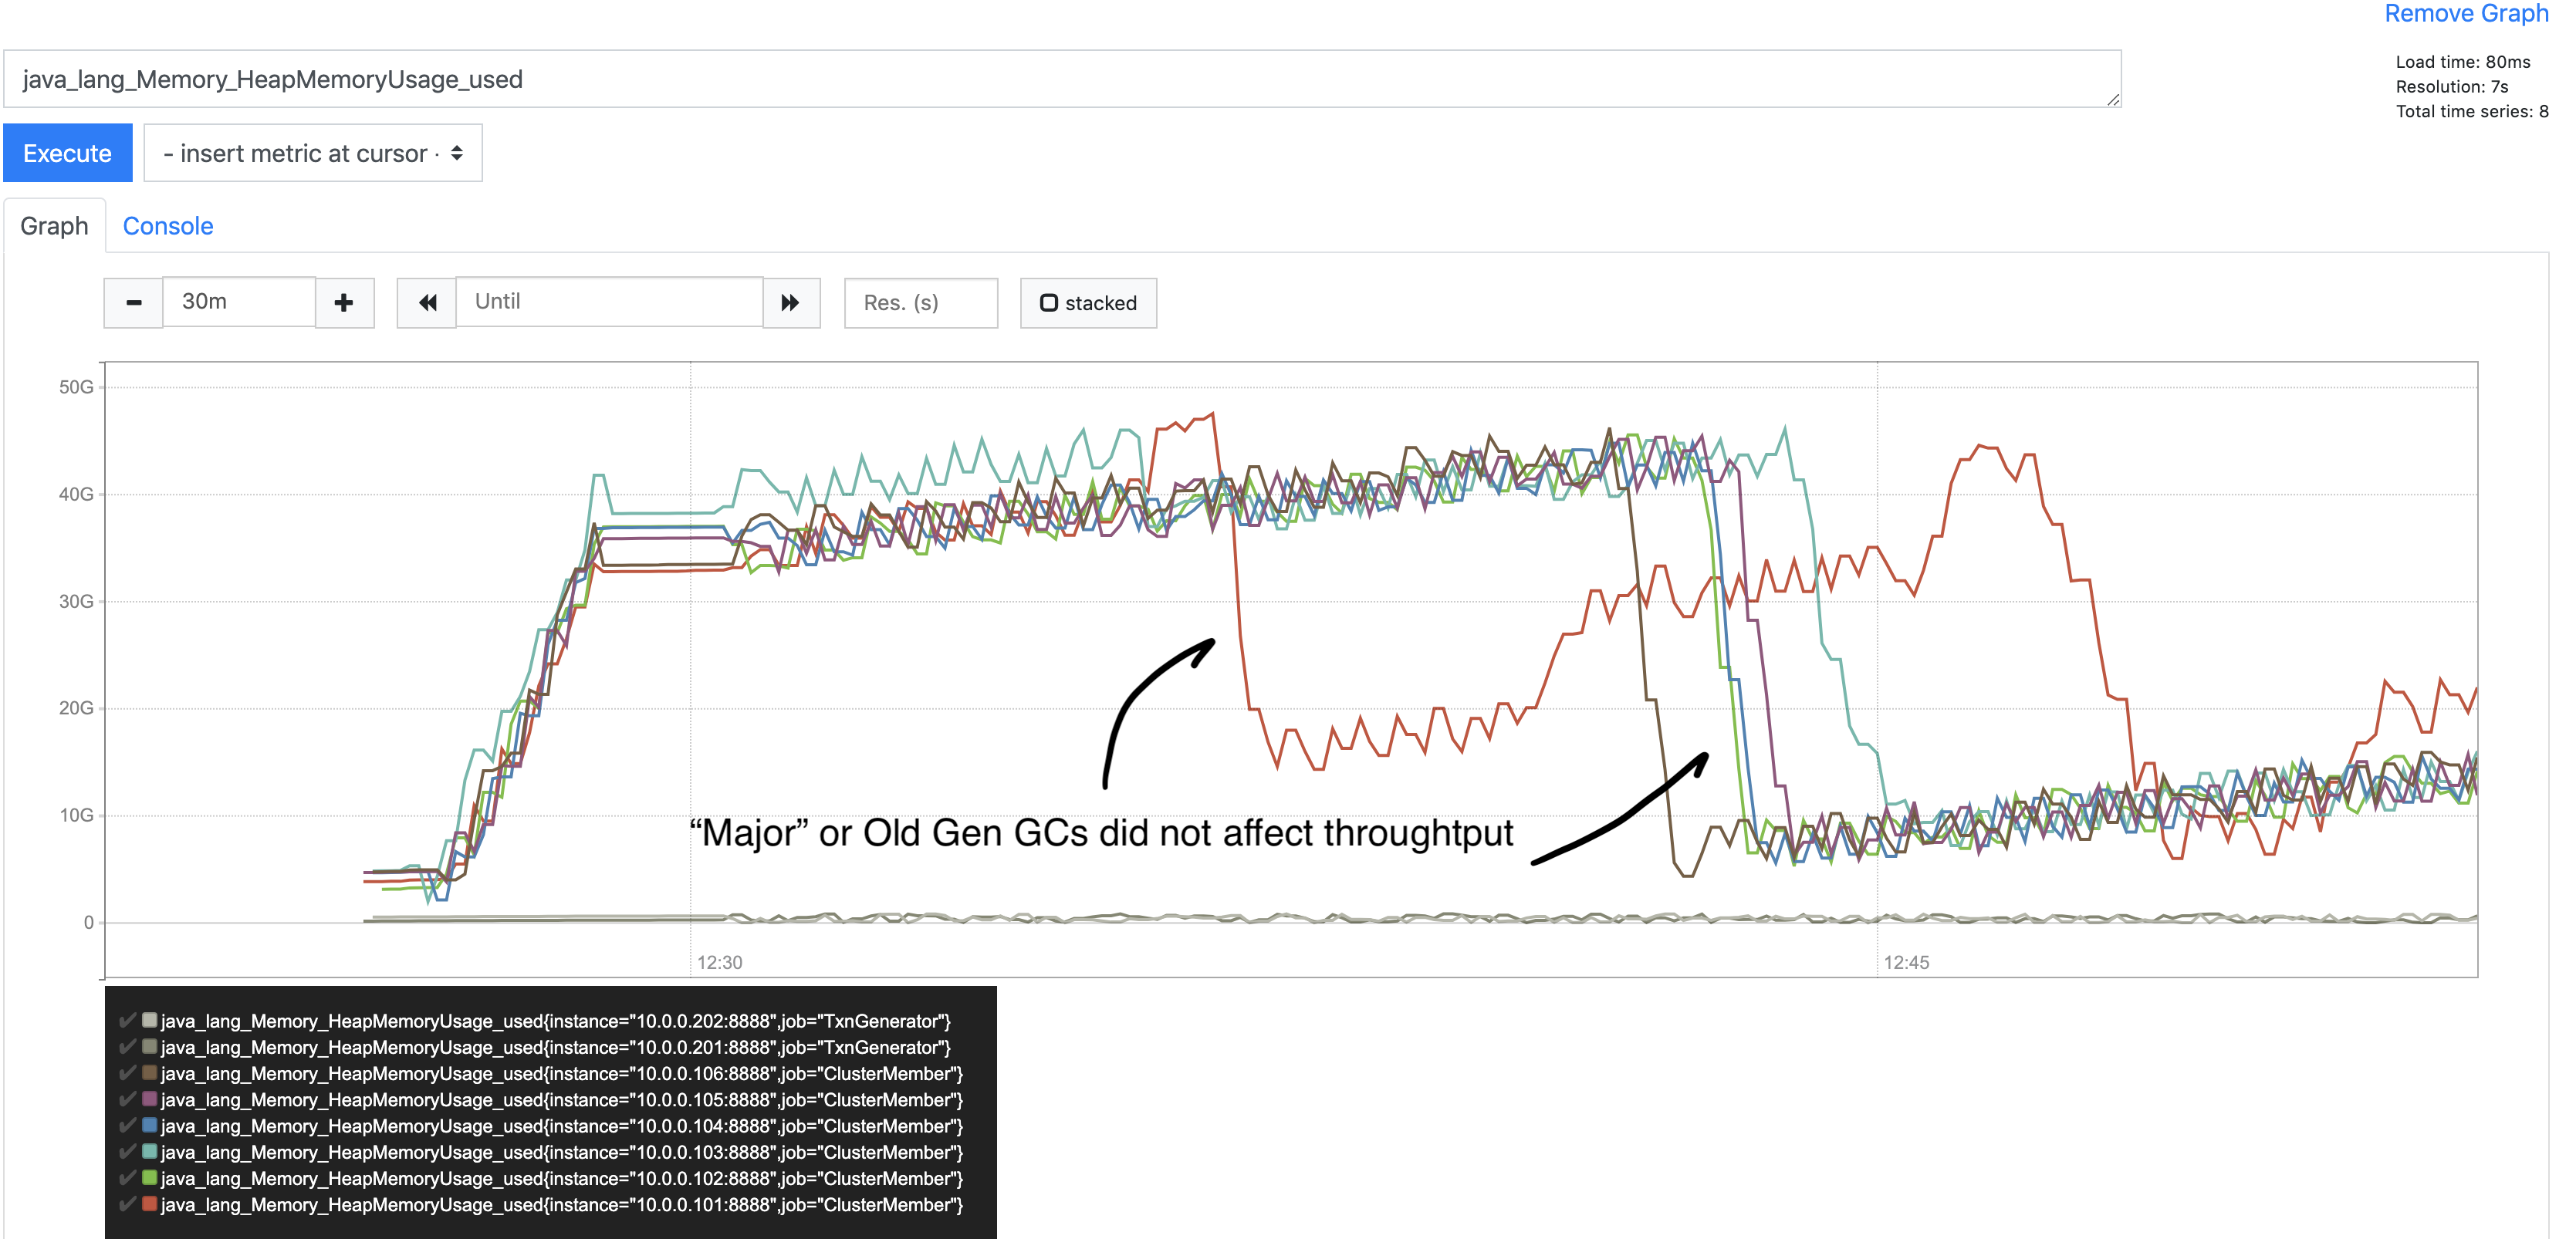 Remove Graph
java_lang_Memory_HeapMemoryUsage_used
Load time: 80ms
Resolution: 7s
Total time series: 8
Execute
- insert metric at cursor -
Graph
Console
30m
Until
Res. (s)
stacked
50G
40G
30G
20G
10G
0
“Major” or Old Gen GCs did not affect throughtput
12:30
12:45
java_lang_Memory_HeapMemoryUsage_used{instance="10.0.0.202:8888",job="TxnGenerator"}
java_lang_Memory_HeapMemoryUsage_used{instance="10.0.0.201:8888",job="TxnGenerator"}
java_lang_Memory_HeapMemoryUsage_used{instance="10.0.0.106:8888",job="ClusterMember"}
java_lang_Memory_HeapMemoryUsage_used{instance="10.0.0.105:8888",job="ClusterMember"}
java_lang_Memory_HeapMemoryUsage_used{instance="10.0.0.104:8888",job="ClusterMember"}
java_lang_Memory_HeapMemoryUsage_used{instance="10.0.0.103:8888",job="ClusterMember"}
java_lang_Memory_HeapMemoryUsage_used{instance="10.0.0.102:8888",job="ClusterMember"}
java_lang_Memory_HeapMemoryUsage_used{instance="10.0.0.101:8888",job="ClusterMember"}